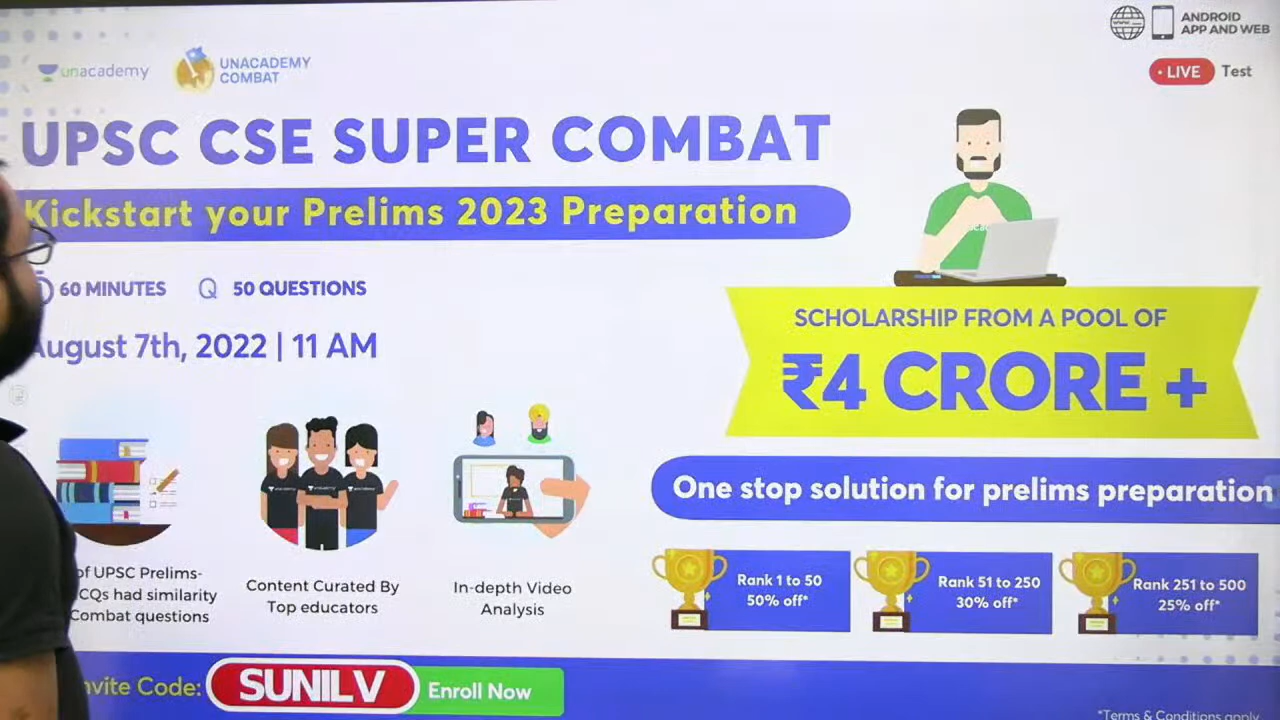 ANDROID
APP AND WEB
LIVE Test
unacademy
UNACADEMY
COMBAT
UPSC CSE SUPER COMBAT
Kickstart your Prelims 2023 Preparation
60 MINUTES
50 QUESTIONS
August 7th, 2022 | 11 AM
SCHOLARSHIP FROM A POOL OF
₹4 CRORE +
One stop solution for prelims preparation
of UPSC Prelims-
CQs had similarity
Combat questions
Content Curated By
Top educators
In-depth Video
Analysis
Rank 1 to 50
50% off*
Rank 51 to 250
30% off*
Rank 251 to 500
25% off*
nvite Code:
SUNILV
Enroll Now
*Terms & Conditions apply